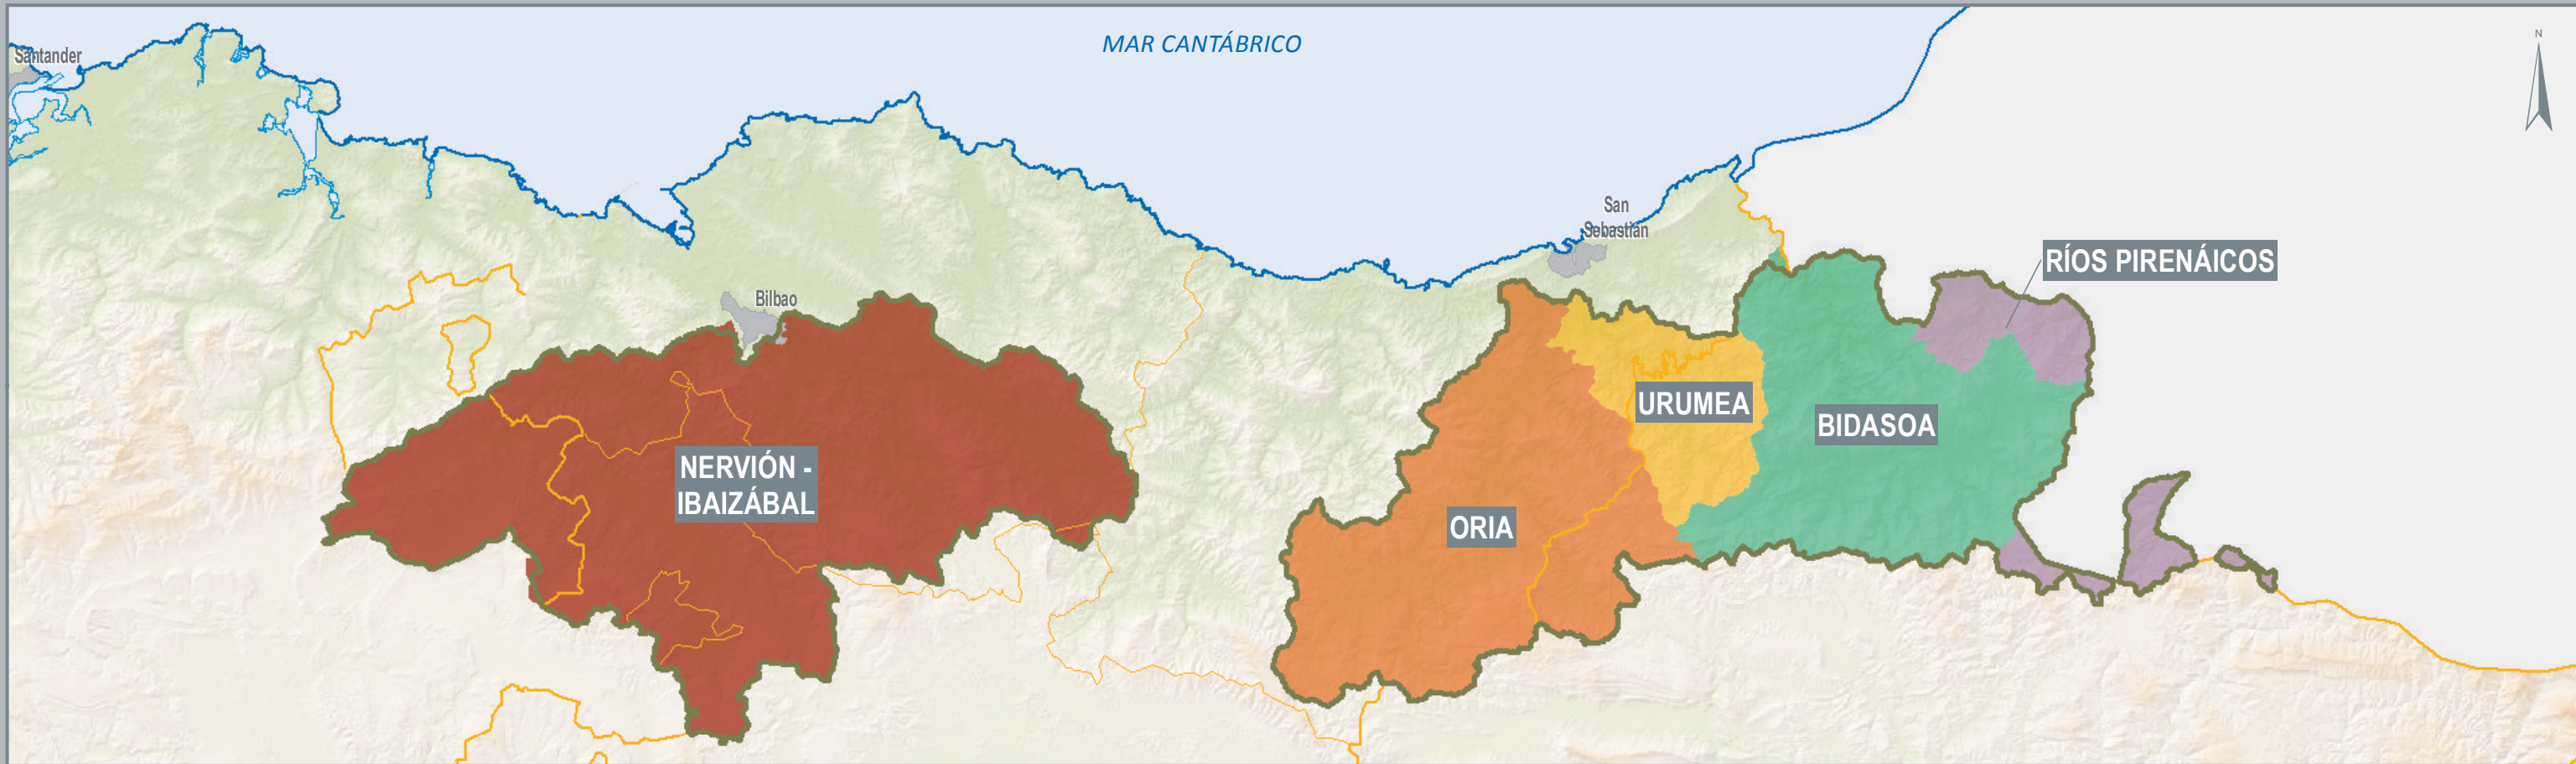 MAR CANTÁBRICO
N
Santander
San
Sebastián
RÍOS PIRENÁICOS
Bilbao
URUMEA
BIDASOA
NERVIÓN -
IBAIZÁBAL
ORIA